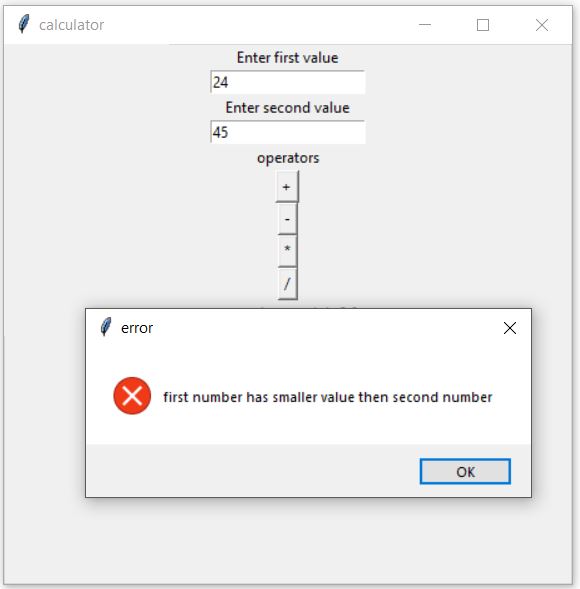 calculator
Enter first value
24
Enter second value
45
operators
+
-
*
/
error
first number has smaller value then second number
OK